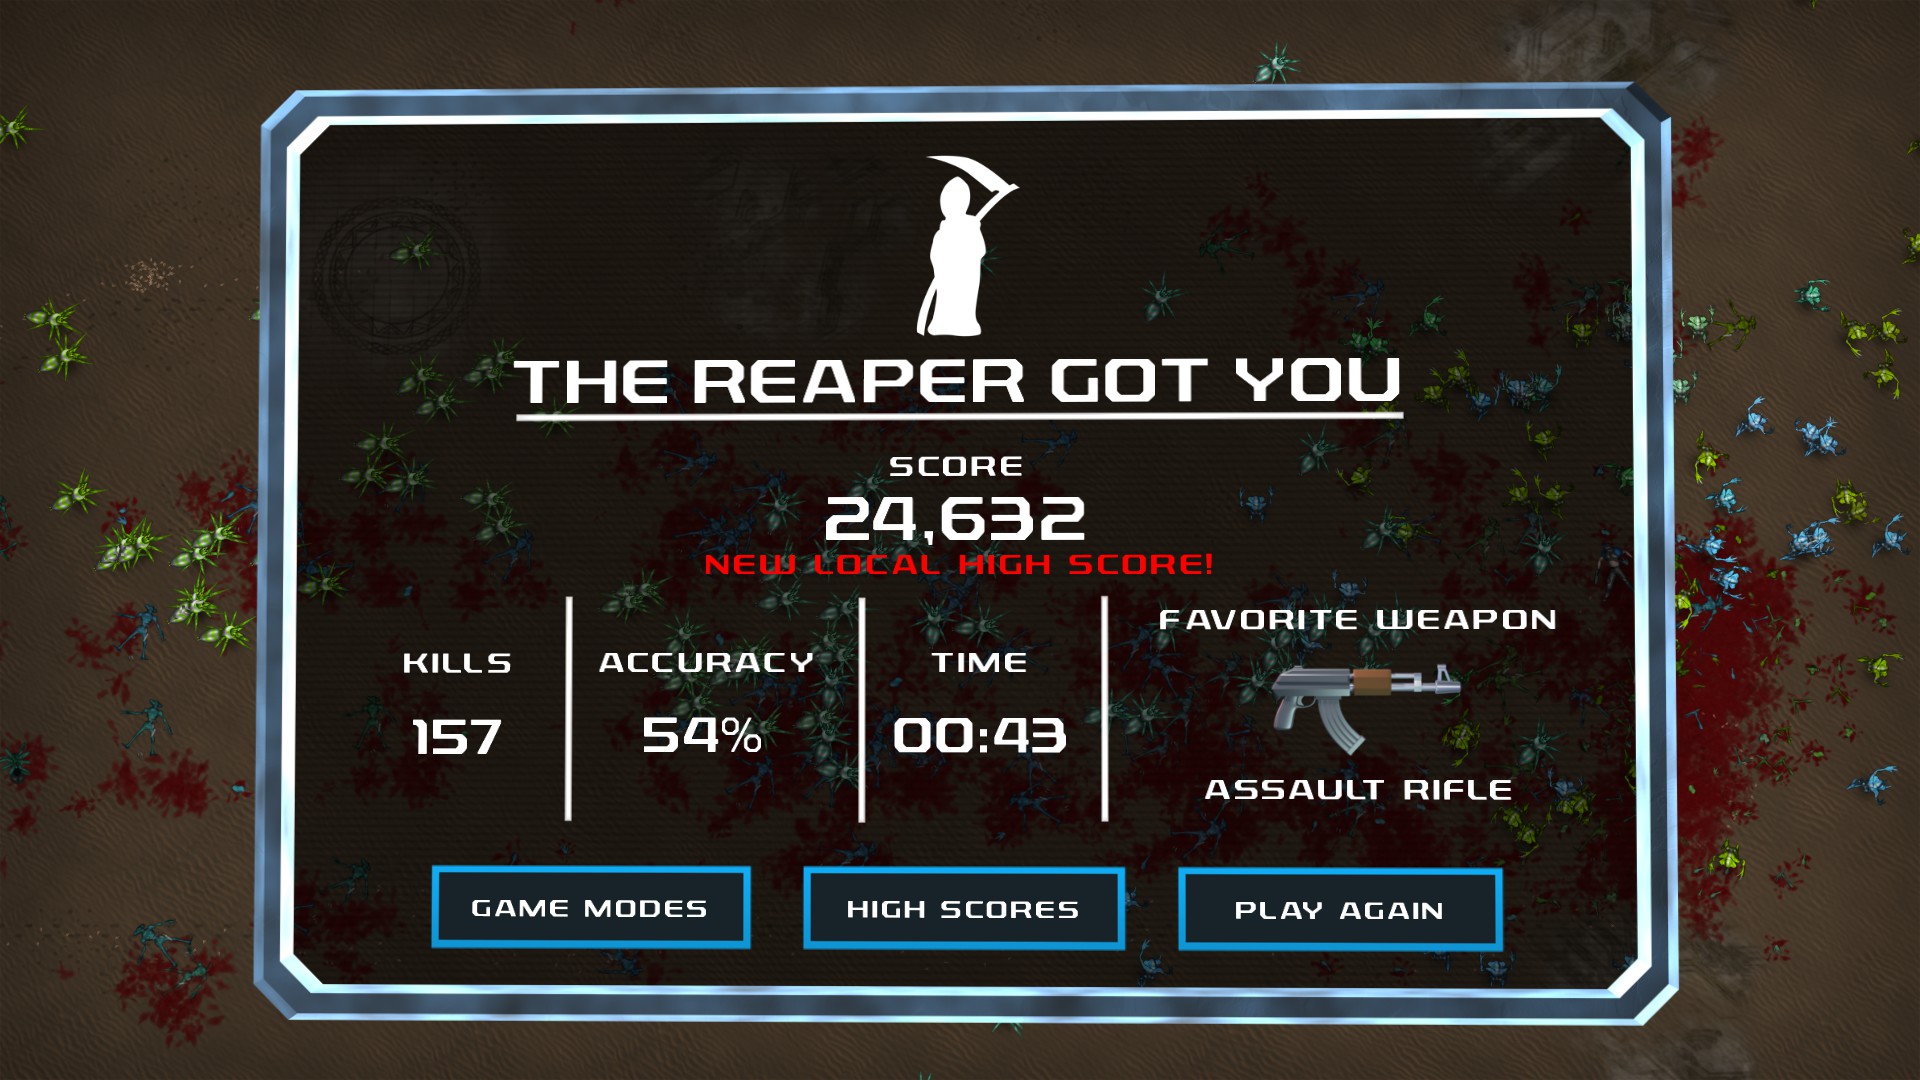 THE REAPER GOT YOU
SCORE
24,632
NEW LOCAL HIGH SCORE!
KILLS
157
ACCURACY
54%
TIME
00:43
FAVORITE WEAPON
ASSAULT RIFLE
GAME MODES
HIGH SCORES
PLAY AGAIN